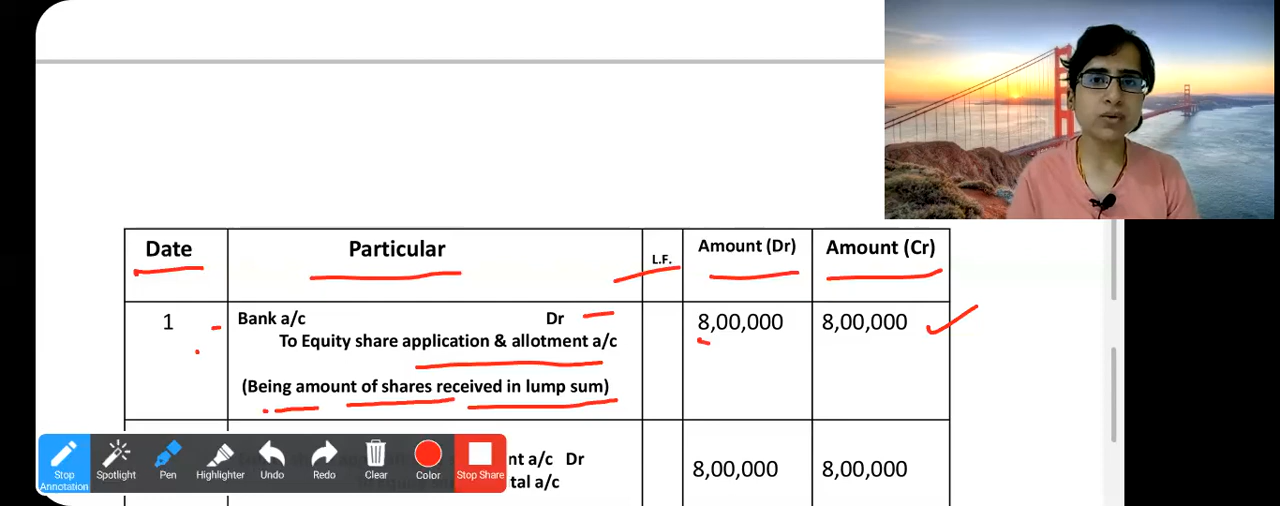 Date Particular L.F. Amount (Dr) Amount (Cr)
1 Bank a/c Dr 8,00,000 8,00,000
To Equity share application & allotment a/c
(Being amount of shares received in lump sum)
nt a/c Dr 8,00,000 8,00,000
tal a/c
Stop Annotation Spotlight Pen Highlighter Undo Redo Clear Color Stop Share